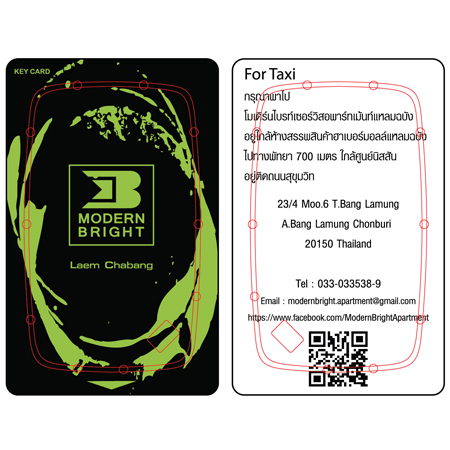 KEY CARD
MODERN
BRIGHT
Laem Chabang
For Taxi
กรุณาพาไป
โมเดิร์นไบรท์เซอร์วิสอพาร์ทเม้นท์แหลมฉบัง
อยู่ใกล้ห้างสรรพสินค้าฮาเบอร์มอลล์แหลมฉบัง
ไปทางพัทยา 700 เมตร ใกล้ศูนย์นิสสัน
อยู่ติดถนนสุขุมวิท
23/4 Moo.6 T.Bang Lamung
A.Bang Lamung Chonburi
20150 Thailand
Tel : 033-033538-9
Email : modernbright.apartment@gmail.com
https://www.facebook.com/ModernBrightApartment